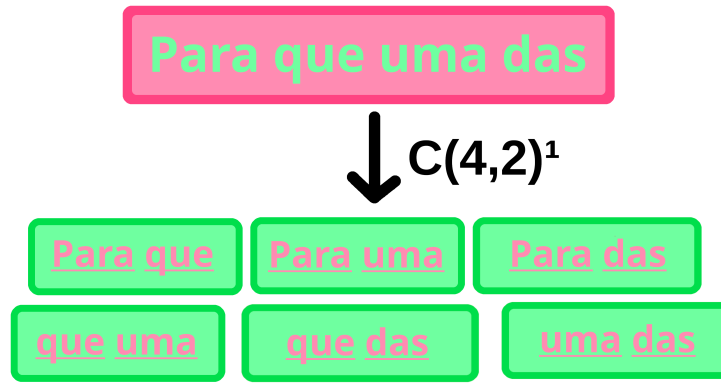 Para que uma das
C(4,2)¹
Para que
Para uma
Para das
que uma
que das
uma das